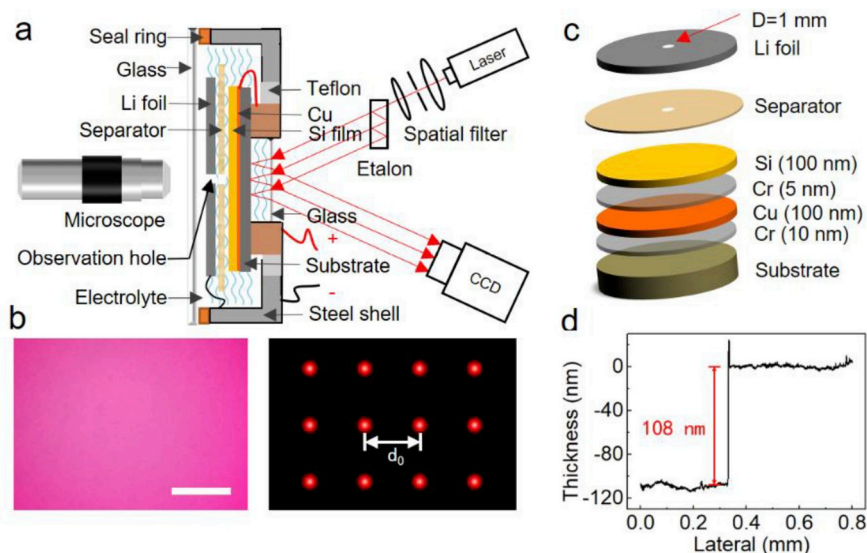 a
Seal ring
Glass
Li foil
Separator
Microscope
Observation hole
Electrolyte
Teflon
Cu
Si film
Glass
+
Substrate
-
Steel shell
Laser
Spatial filter
Etalon
CCD
b
d₀
c
D=1 mm
Li foil
Separator
Si (100 nm)
Cr (5 nm)
Cu (100 nm)
Cr (10 nm)
Substrate
d
Thickness (nm)
0
-40
-80
-120
108 nm
0.0 0.2 0.4 0.6 0.8
Lateral (mm)